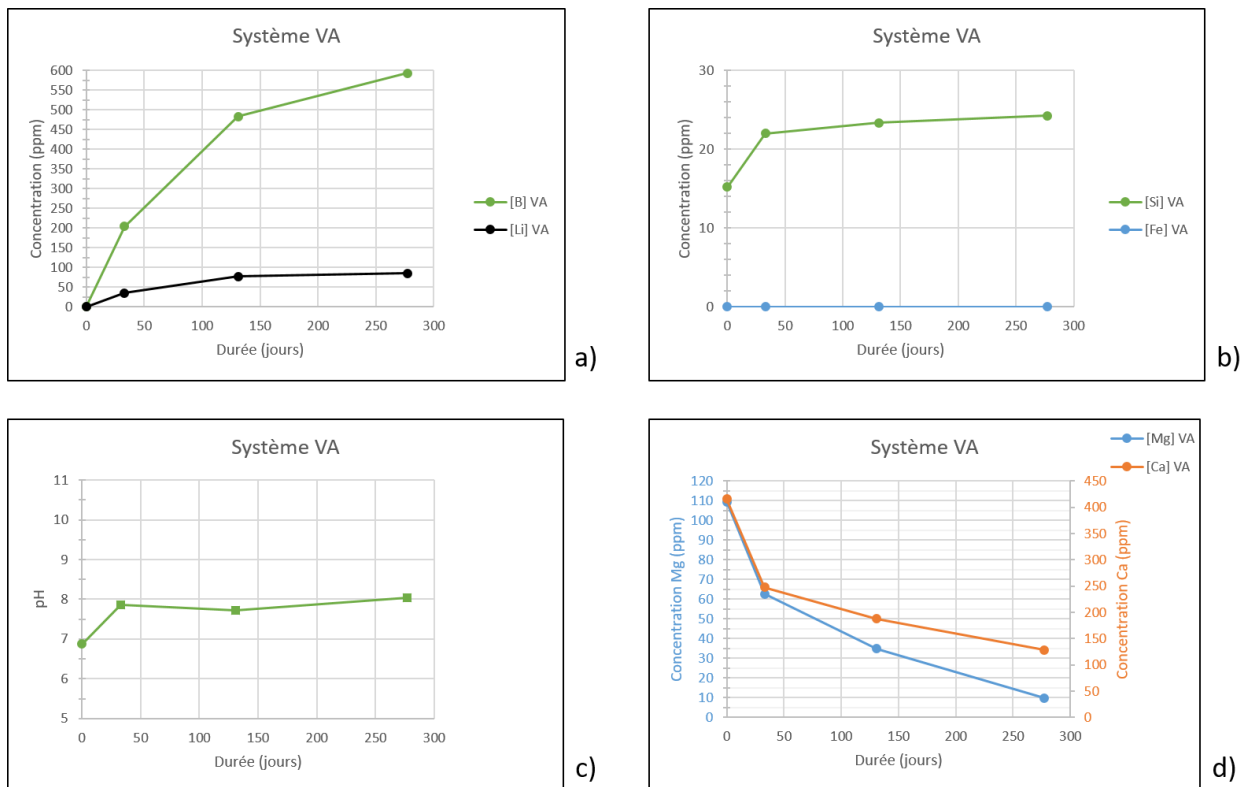 Système VA
Concentration (ppm)
600
550
500
450
400
350
300
250
200
150
100
50
0
0 50 100 150 200 250 300
Durée (jours)
[B] VA
[Li] VA
a)
Système VA
Concentration (ppm)
30
20
10
0
0 50 100 150 200 250 300
Durée (jours)
[Si] VA
[Fe] VA
b)
Système VA
pH
11
10
9
8
7
6
5
0 50 100 150 200 250 300
Durée (jours)
c)
Système VA
[Mg] VA
[Ca] VA
Concentration Mg (ppm)
120
110
100
90
80
70
60
50
40
30
20
10
0
0 50 100 150 200 250 300
Durée (jours)
450
400
350
300
250
200
150
100
50
0
Concentration Ca (ppm)
d)